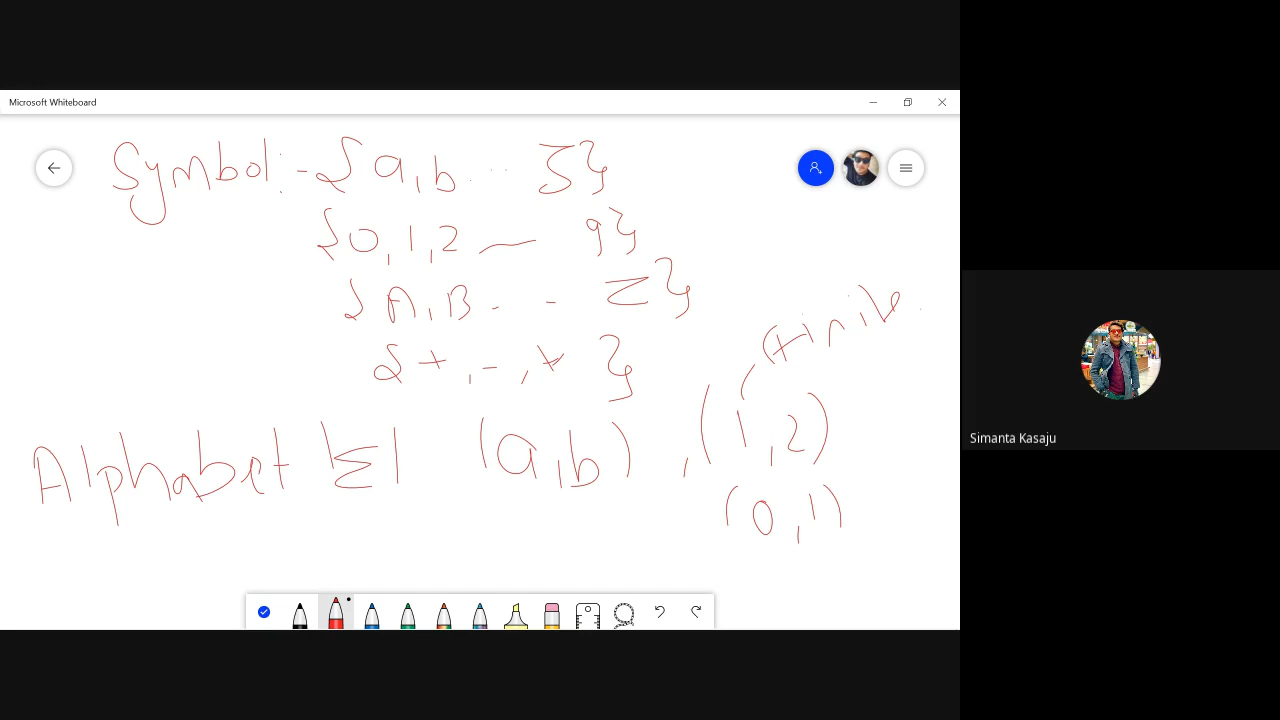 Microsoft Whiteboard
Symbol:- {a,b... z}
{0,1,2 — 9}
{A,B.. - Z}
{+,-,*}
finite
Alphabet |Σ| (a,b), (1,2)
(0,1)
Simanta Kasaju